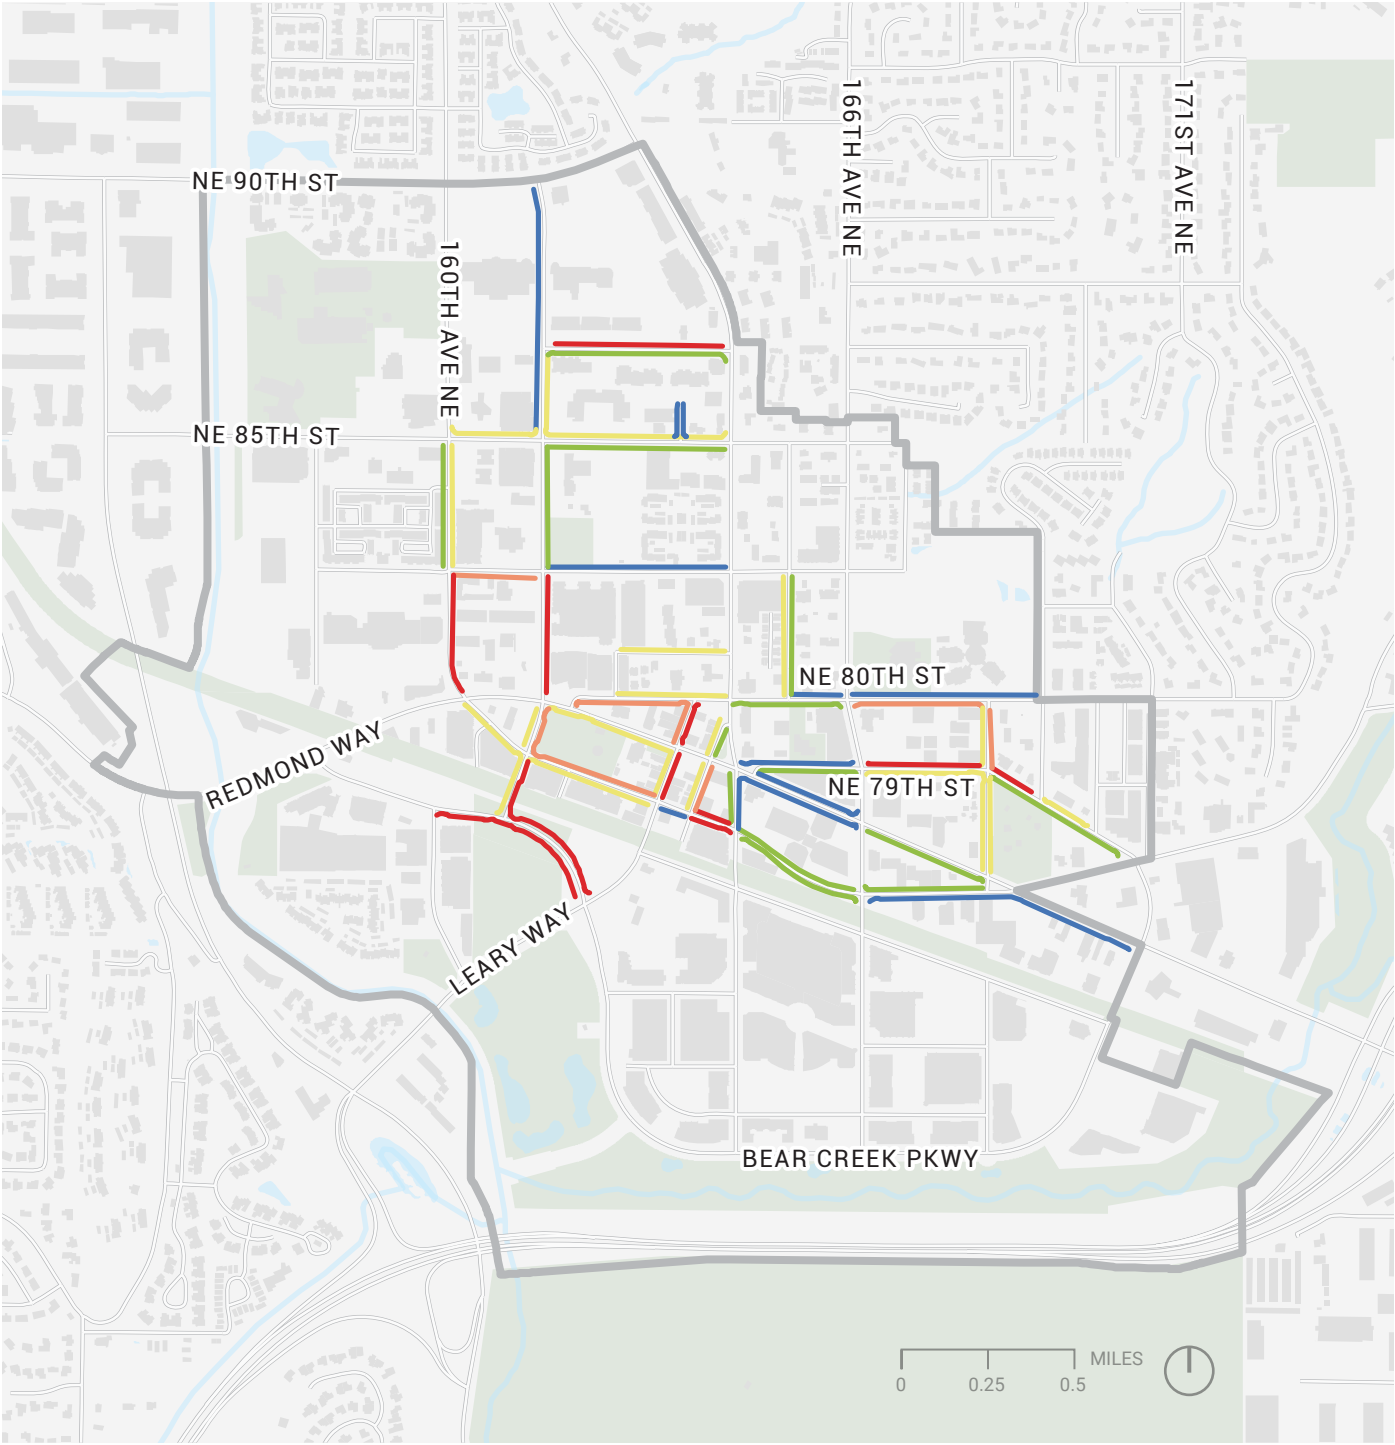 166TH AVE NE
171ST AVE NE
NE 90TH ST
160TH AVE NE
NE 85TH ST
NE 80TH ST
REDMOND WAY
NE 79TH ST
LEARY WAY
BEAR CREEK PKWY
MILES
0 0.25 0.5